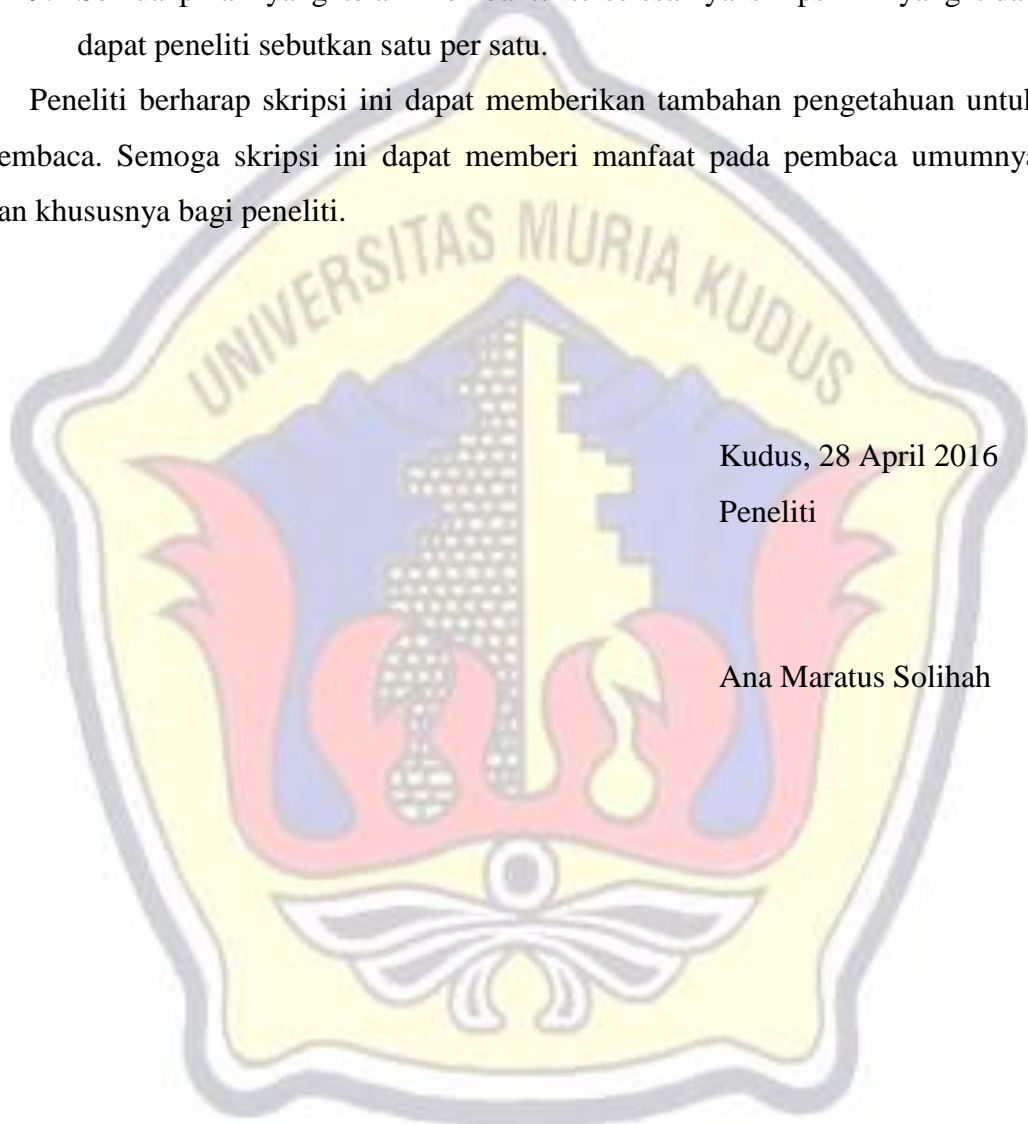 dapat peneliti sebutkan satu per satu.
Peneliti berharap skripsi ini dapat memberikan tambahan pengetahuan
embaca. Semoga skripsi ini dapat memberi manfaat pada pembaca umumnya
an khususnya bagi peneliti.
UNIVERSITAS MURIA KUDUS
Kudus, 28 April 2016
Peneliti
Ana Maratus Solihah